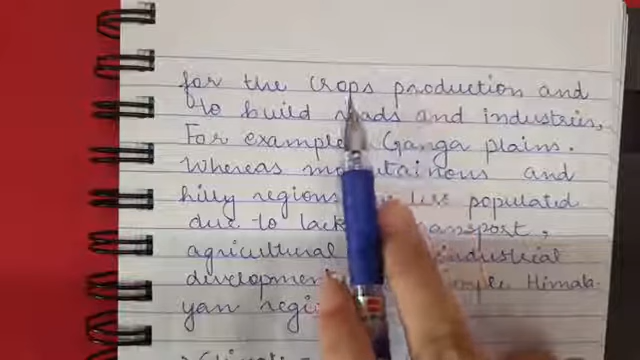 for the crops production and
to build roads and industries.
For example Ganga plains.
Whereas mountainous and
hilly regions less populated
due to lack transport,
agricultural industrial
development Himala-
yan